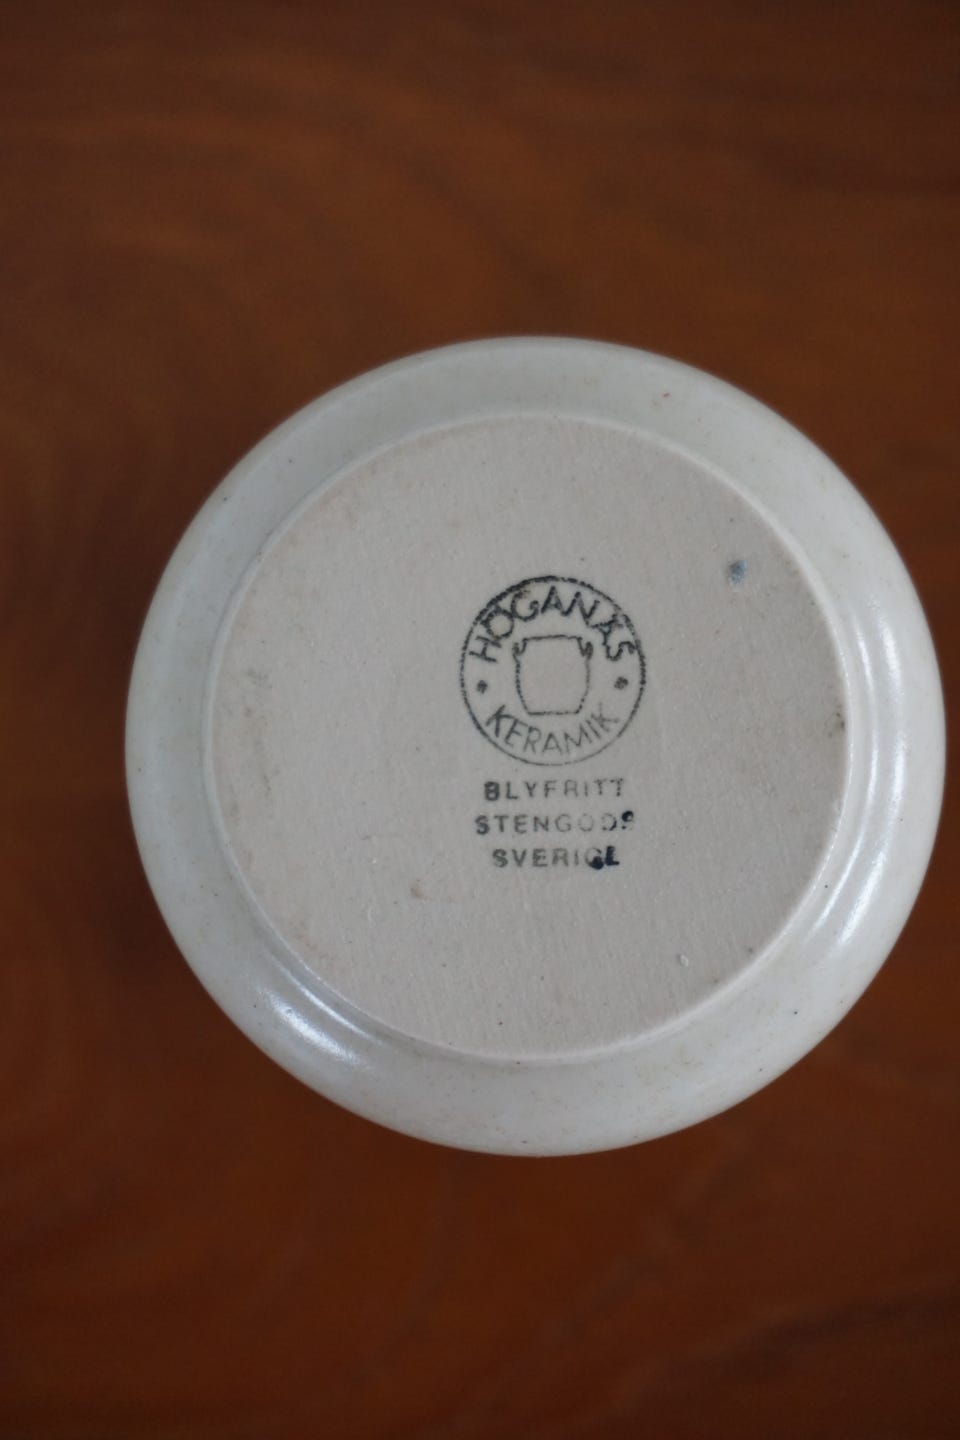 HÖGANÄS
KERAMIK
BLYFRITT
STENGODS
SVERIGE